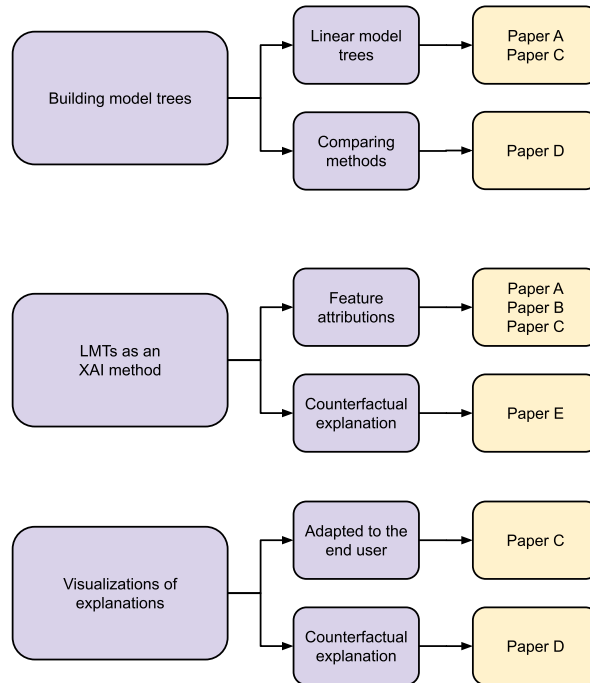 Building model trees
Linear model
trees
Paper A
Paper C
Comparing
methods
Paper D
LMTs as an
XAI method
Feature
attributions
Paper A
Paper B
Paper C
Counterfactual
explanation
Paper E
Visualizations of
explanations
Adapted to the
end user
Paper C
Counterfactual
explanation
Paper D